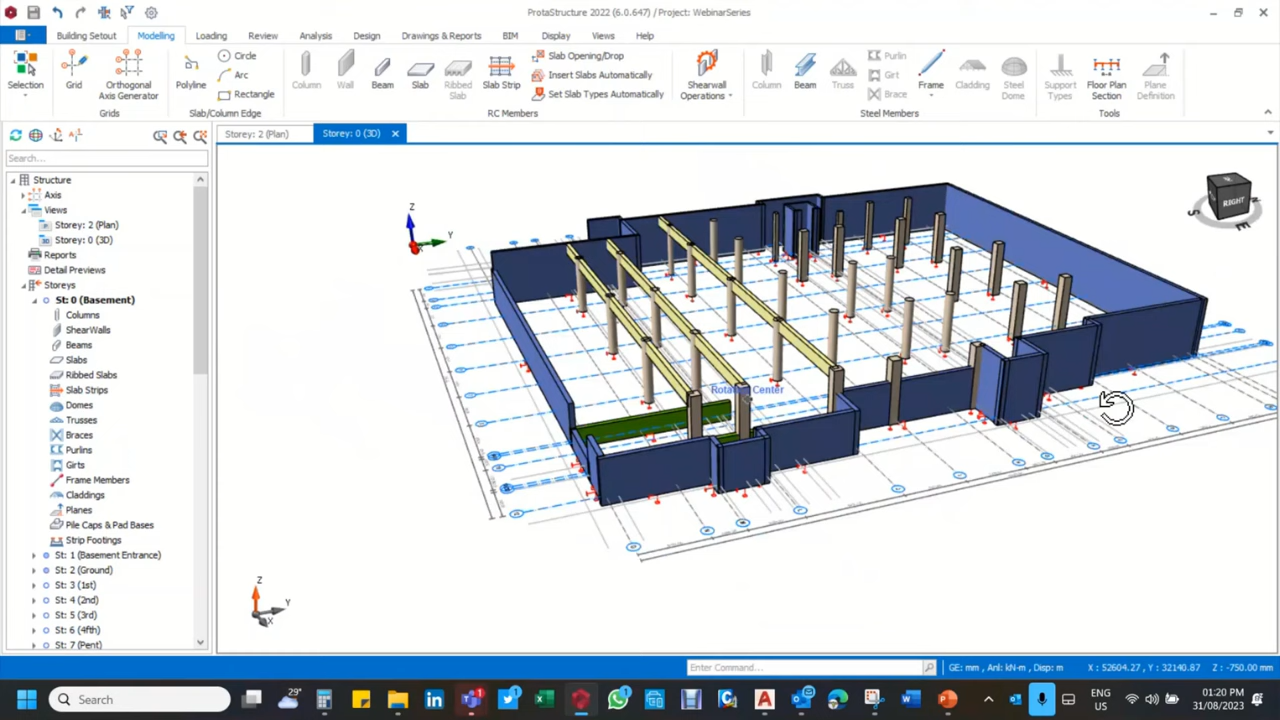 ProtaStructure 2022 (6.0.647) / Project: WebinarSeries
Building Setout Modelling Loading Review Analysis Design Drawings & Reports BIM Display Views Help
Selection
Grid
Orthogonal
Axis Generator
Grids
Polyline
Circle
Arc
Rectangle
Slab/Column Edge
Column
Wall
Beam
Slab
Ribbed
Slab
Slab Strip
Slab Opening/Drop
Insert Slabs Automatically
Set Slab Types Automatically
RC Members
Shearwall
Operations
Column
Beam
Truss
Purlin
Girt
Brace
Frame
Cladding
Steel
Dome
Steel Members
Support
Types
Floor Plan
Section
Plane
Definition
Tools
Storey: 2 (Plan)
Storey: 0 (3D)
Search...
Structure
Axis
Views
Storey: 2 (Plan)
Storey: 0 (3D)
Reports
Detail Previews
Storeys
St: 0 (Basement)
Columns
ShearWalls
Beams
Slabs
Ribbed Slabs
Slab Strips
Domes
Trusses
Braces
Purlins
Girts
Frame Members
Claddings
Planes
Pile Caps & Pad Bases
Strip Footings
St: 1 (Basement Entrance)
St: 2 (Ground)
St: 3 (1st)
St: 4 (2nd)
St: 5 (3rd)
St: 6 (4fth)
St: 7 (Pent)
Z
Y
RIGHT
Rotation Center
Z
Y
X
Enter Command...
GE: mm, Anl: kN-m, Disp: m
X : 52604.27, Y : 32140.87
Z : -750.00 mm
Search
29°
ENG
US
01:20 PM
31/08/2023